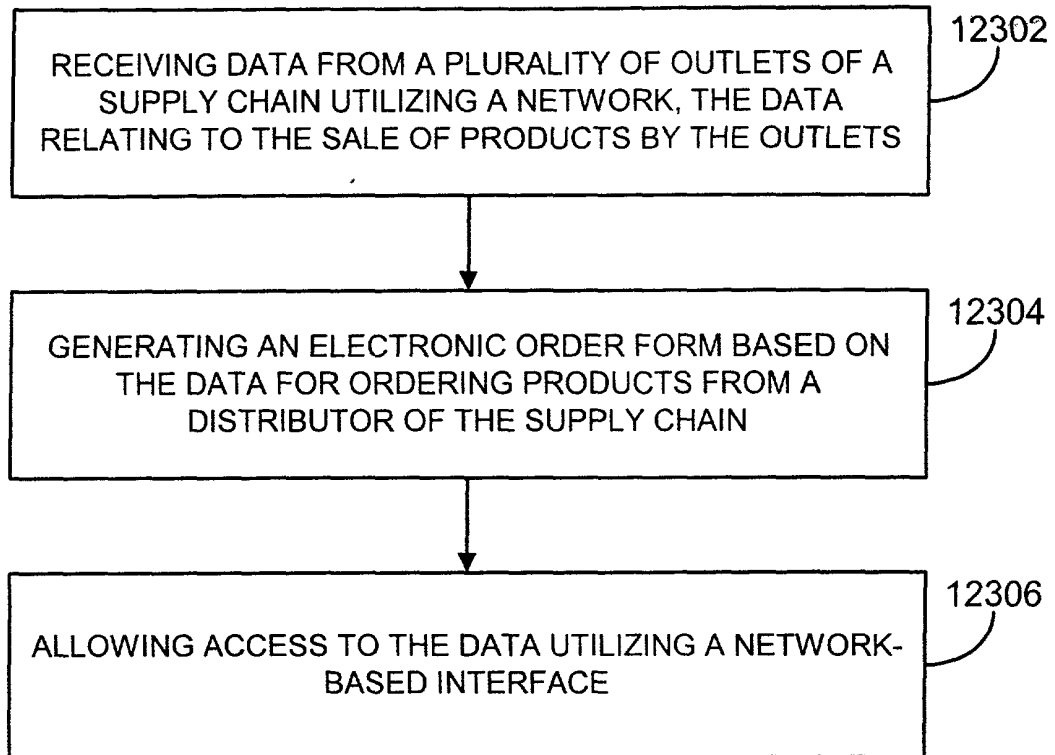 12302
RECEIVING DATA FROM A PLURALITY OF OUTLETS OF A
SUPPLY CHAIN UTILIZING A NETWORK, THE DATA
RELATING TO THE SALE OF PRODUCTS BY THE OUTLETS
12304
GENERATING AN ELECTRONIC ORDER FORM BASED ON
THE DATA FOR ORDERING PRODUCTS FROM A
DISTRIBUTOR OF THE SUPPLY CHAIN
12306
ALLOWING ACCESS TO THE DATA UTILIZING A NETWORK-
BASED INTERFACE